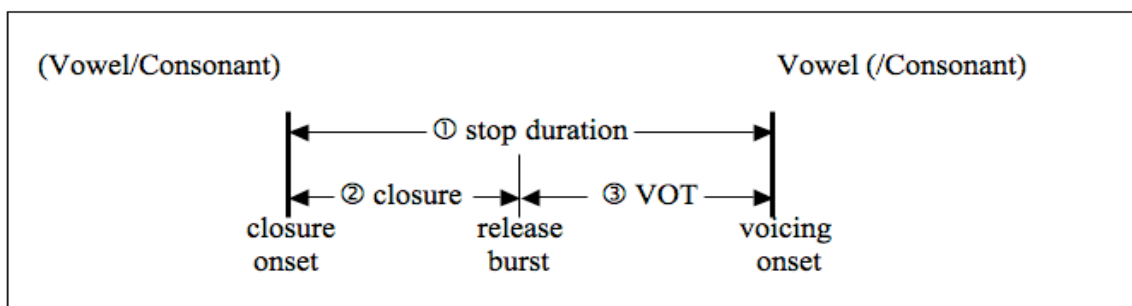 (Vowel/Consonant) Vowel (/Consonant)
① stop duration
② closure ③ VOT
closure release voicing
onset burst onset